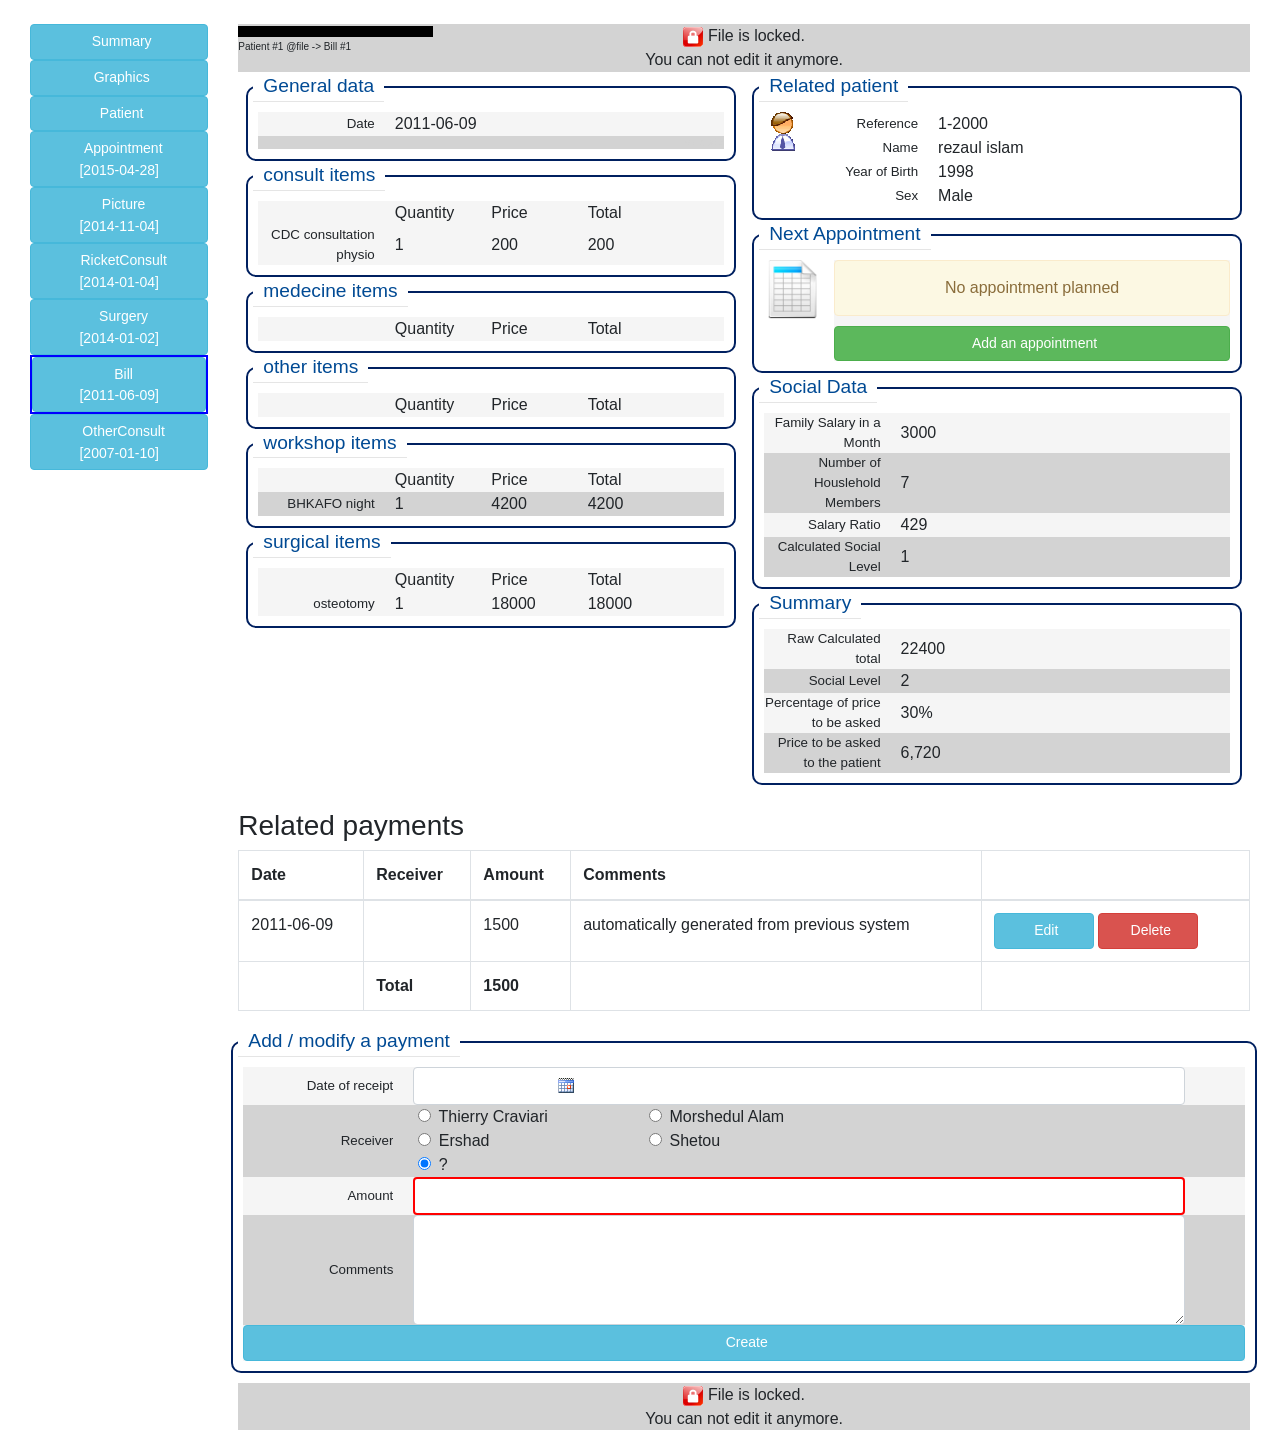 Summary
Graphics
Patient
Appointment
[2015-04-28]
Picture
[2014-11-04]
RicketConsult
[2014-01-04]
Surgery
[2014-01-02]
Bill
[2011-06-09]
OtherConsult
[2007-01-10]
Patient #1 @file -> Bill #1
File is locked.
You can not edit it anymore.
General data
Date 2011-06-09
consult items
Quantity Price Total
CDC consultation
physio 1 200 200
medecine items
Quantity Price Total
other items
Quantity Price Total
workshop items
Quantity Price Total
BHKAFO night 1 4200 4200
surgical items
Quantity Price Total
osteotomy 1 18000 18000
Related patient
Reference 1-2000
Name rezaul islam
Year of Birth 1998
Sex Male
Next Appointment
No appointment planned
Add an appointment
Social Data
Family Salary in a
Month 3000
Number of
Houslehold
Members 7
Salary Ratio 429
Calculated Social
Level 1
Summary
Raw Calculated
total 22400
Social Level 2
Percentage of price
to be asked 30%
Price to be asked
to the patient 6,720
Related payments
Date Receiver Amount Comments
2011-06-09 1500 automatically generated from previous system Edit Delete
Total 1500
Add / modify a payment
Date of receipt
Receiver
Thierry Craviari Morshedul Alam
Ershad Shetou
?
Amount
Comments
Create
File is locked.
You can not edit it anymore.